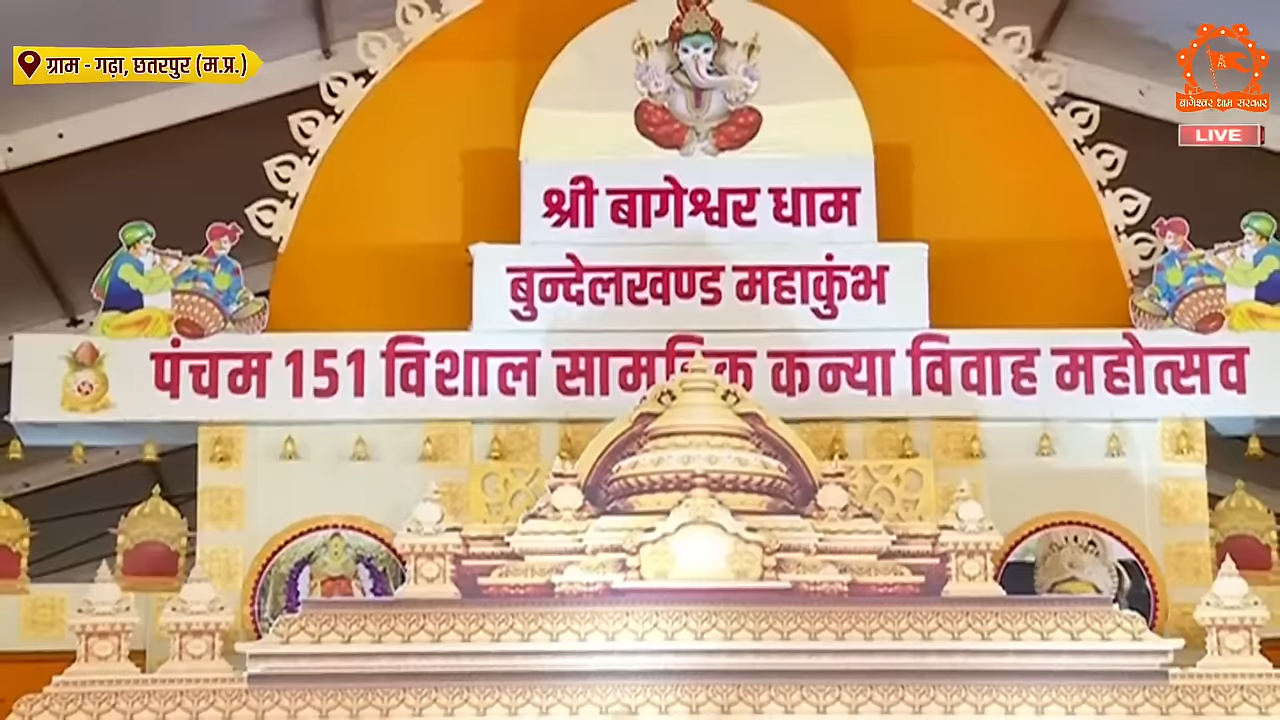 ग्राम - गढ़ा, छतरपुर (म.प्र.)
बागेश्वर धाम सरकार
LIVE
श्री बागेश्वर धाम
बुन्देलखण्ड महाकुंभ
पंचम 151 विशाल सामूहिक कन्या विवाह महोत्सव